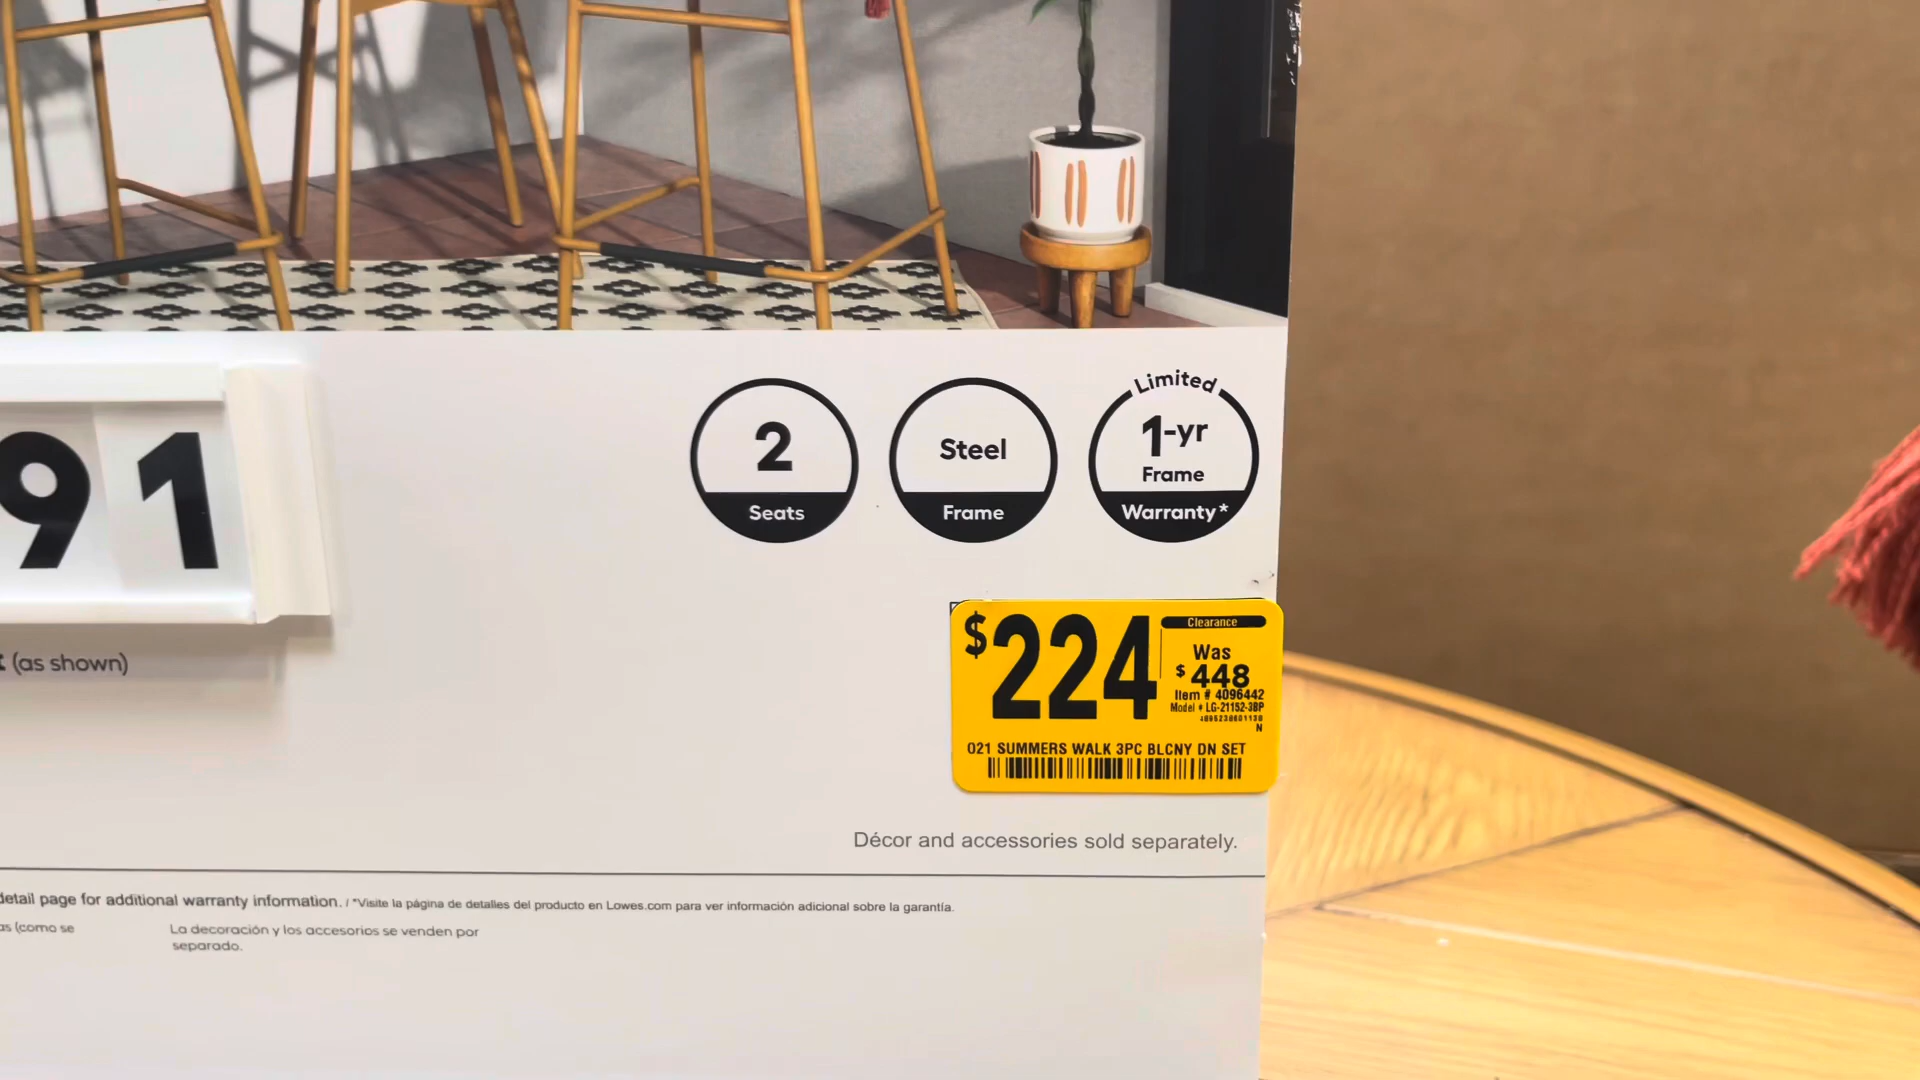 91
(as shown)
2
Seats
Steel
Frame
Limited
1-yr
Frame
Warranty*
$224
Clearance
Was
$448
Item # 4096442
Model # LG-21152-3BP
N
021 SUMMERS WALK 3PC BLCNY DN SET
Décor and accessories sold separately.
detail page for additional warranty information. / *Visite la página de detalles del producto en Lowes.com para ver información adicional sobre la garantía.
(como se
La decoración y los accesorios se venden por
separado.